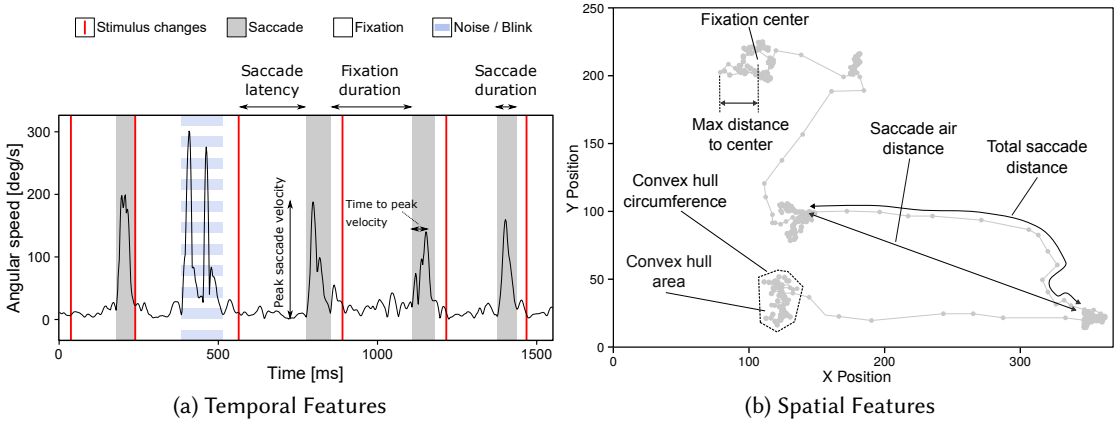 Stimulus changes
Saccade
Fixation
Noise / Blink
Saccade
latency
Fixation
duration
Saccade
duration
Angular speed [deg/s]
300
200
100
0
Peak saccade velocity
Time to peak
velocity
0
500
1000
1500
Time [ms]
(a) Temporal Features
Fixation center
Max distance
to center
Saccade air
distance
Total saccade
distance
Convex hull
circumference
Convex hull
area
Y Position
250
200
150
100
50
0
0
100
200
300
X Position
(b) Spatial Features